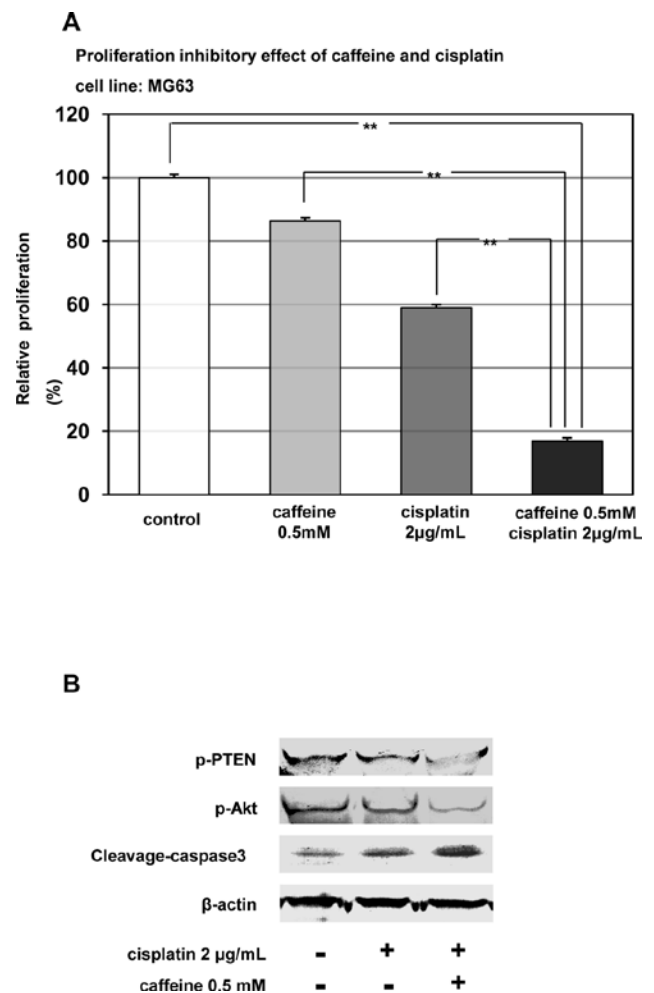 A
Proliferation inhibitory effect of caffeine and cisplatin
cell line: MG63
Relative proliferation
(%)
120
100
80
60
40
20
0
**
**
**
control
caffeine
0.5mM
cisplatin
2µg/mL
caffeine 0.5mM
cisplatin 2µg/mL
B
p-PTEN
p-Akt
Cleavage-caspase3
β-actin
cisplatin 2 µg/mL - + +
caffeine 0.5 mM - - +